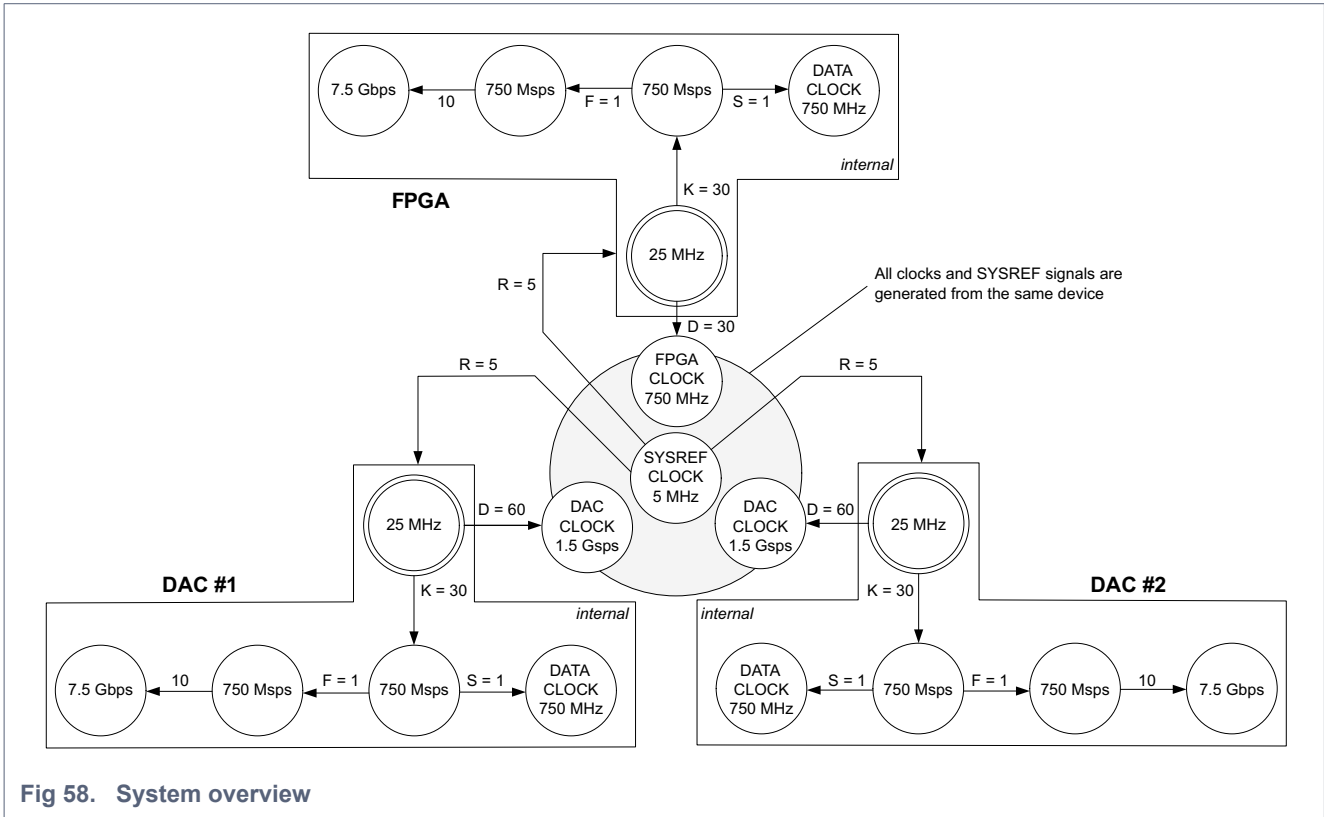 7.5 Gbps
10
750 Msps
F = 1
750 Msps
S = 1
DATA
CLOCK
750 MHz
internal
FPGA
K = 30
25 MHz
R = 5
All clocks and SYSREF signals are
generated from the same device
D = 30
FPGA
CLOCK
750 MHz
R = 5
R = 5
SYSREF
CLOCK
5 MHz
25 MHz
D = 60
DAC
CLOCK
1.5 Gsps
DAC
CLOCK
1.5 Gsps
D = 60
25 MHz
DAC #1
K = 30
internal
7.5 Gbps
10
750 Msps
F = 1
750 Msps
S = 1
DATA
CLOCK
750 MHz
DAC #2
K = 30
internal
DATA
CLOCK
750 MHz
S = 1
750 Msps
F = 1
750 Msps
10
7.5 Gbps
Fig 58. System overview